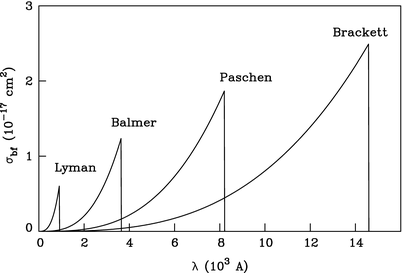 3
Brackett
Paschen
2
Balmer
1
Lyman
0
0 2 4 6 8 10 12 14
σbf (10⁻¹⁷ cm²)
λ (10³ A)